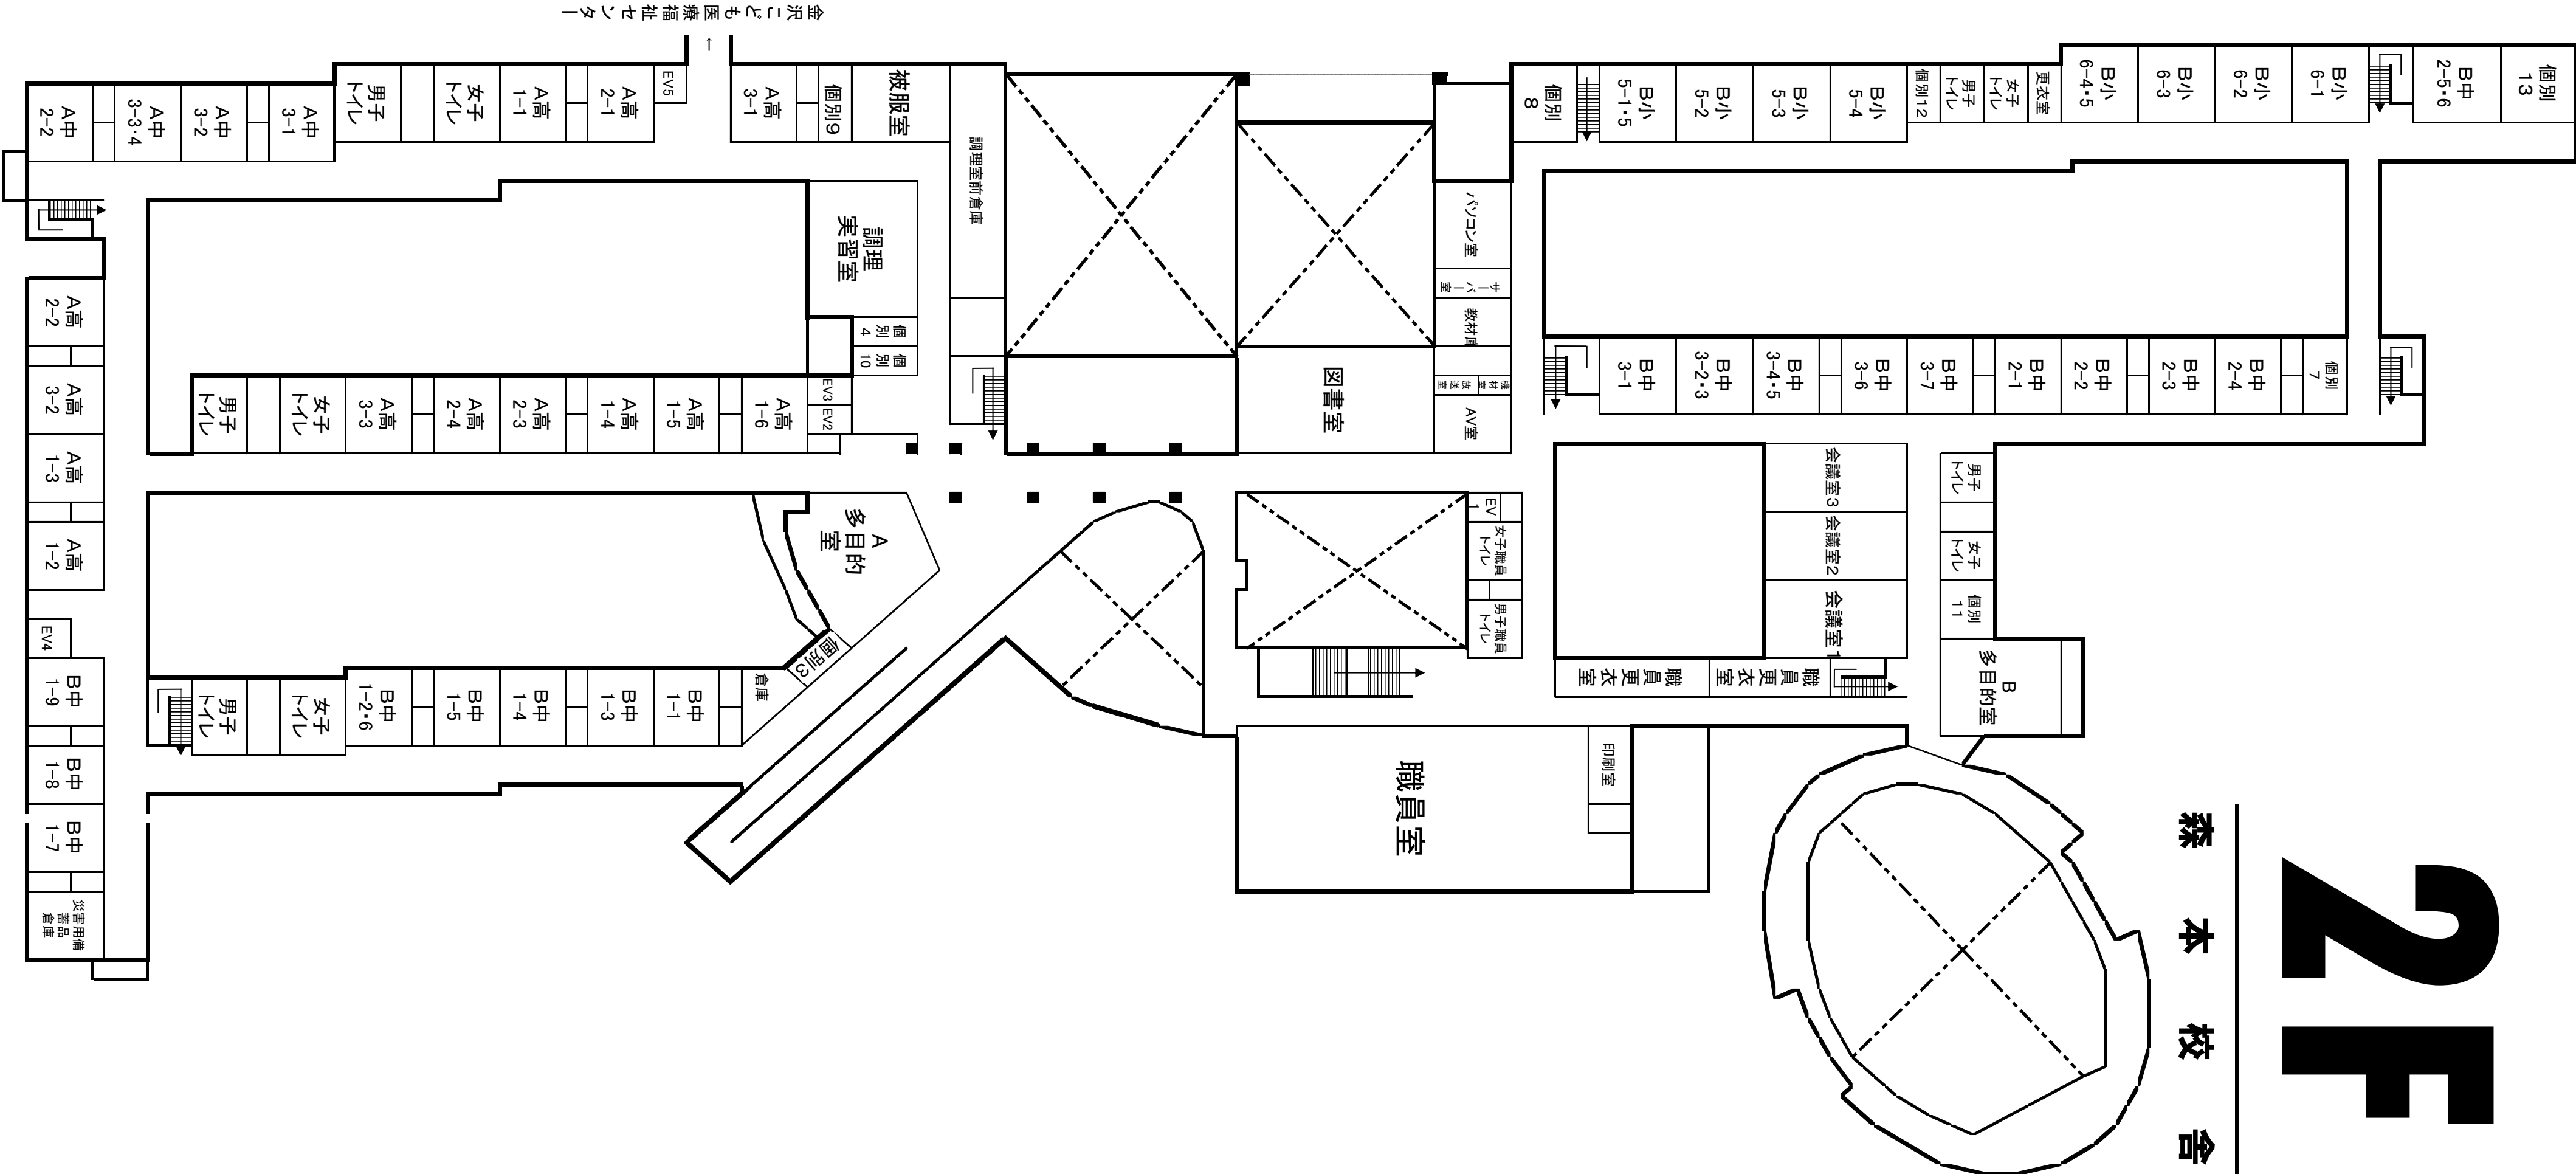 2F
森本校舎
金沢こども医療福祉センター
←
A中
2-2
A中
3-3・4
A中
3-2
A中
3-1
男子
トイレ
女子
トイレ
A高
1-1
A高
2-1
EV5
A高
3-1
個別9
被服室
調理室前倉庫
個別
8
B小
5-1・5
B小
5-2
B小
5-3
B小
5-4
個別12
男子
トイレ
女子
トイレ
更衣室
B小
6-4・5
B小
6-3
B小
6-2
B小
6-1
B中
2-5・6
個別
13
調理
実習室
個別
4
個別
10
パソコン室
サーバー室
教材庫
図書室
放送室
機材室
AV室
A高
2-2
A高
3-2
A高
1-3
A高
1-2
EV4
B中
1-9
B中
1-8
B中
1-7
災害用備
蓄品
倉庫
男子
トイレ
女子
トイレ
A高
3-3
A高
2-4
A高
2-3
A高
1-4
A高
1-5
A高
1-6
EV3
EV2
B中
3-1
B中
3-2・3
B中
3-4・5
B中
3-6
B中
3-7
B中
2-1
B中
2-2
B中
2-3
B中
2-4
個別
7
A
多目的
室
個別3
EV
1
女子職員
トイレ
男子職員
トイレ
会議室3
会議室2
会議室1
男子
トイレ
女子
トイレ
個別
11
B
多目的室
職員更衣室
職員更衣室
男子
トイレ
女子
トイレ
B中
1-2・6
B中
1-5
B中
1-4
B中
1-3
B中
1-1
倉庫
職員室
印刷室